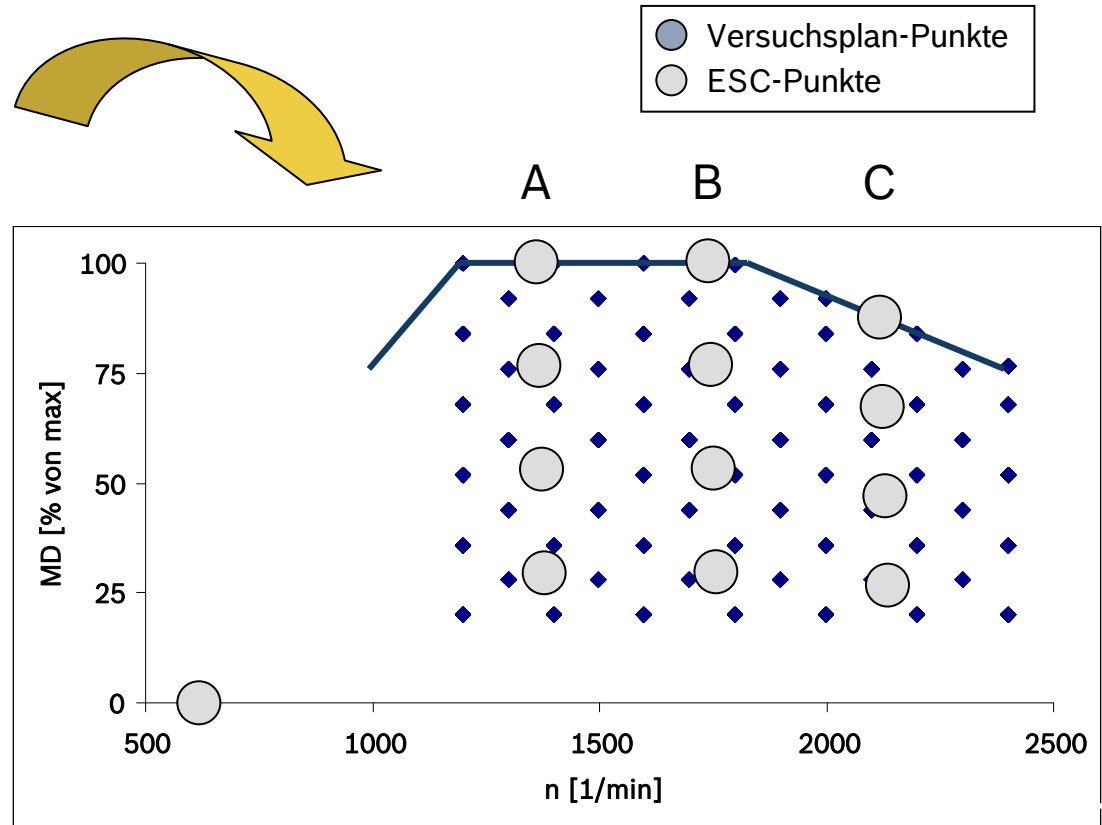 Versuchsplan-Punkte
ESC-Punkte
A B C
100
75
50
25
0
MD [% von max]
500 1000 1500 2000 2500
n [1/min]